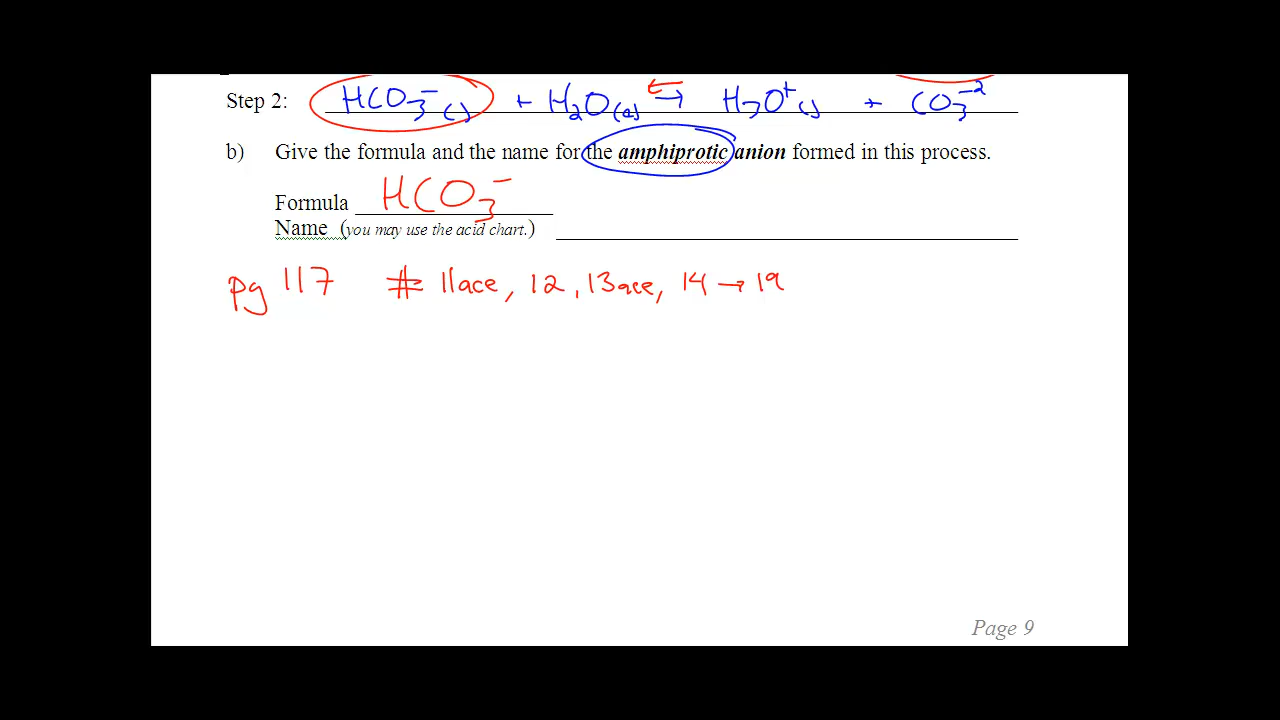 Step 2: HCO₃⁻ () + H₂O(l) ⇄ H₃O⁺ () + CO₃⁻²
b) Give the formula and the name for the amphiprotic anion formed in this process.
Formula HCO₃⁻
Name (you may use the acid chart.)
pg 117 # 11ace, 12, 13ace, 14 → 19
Page 9